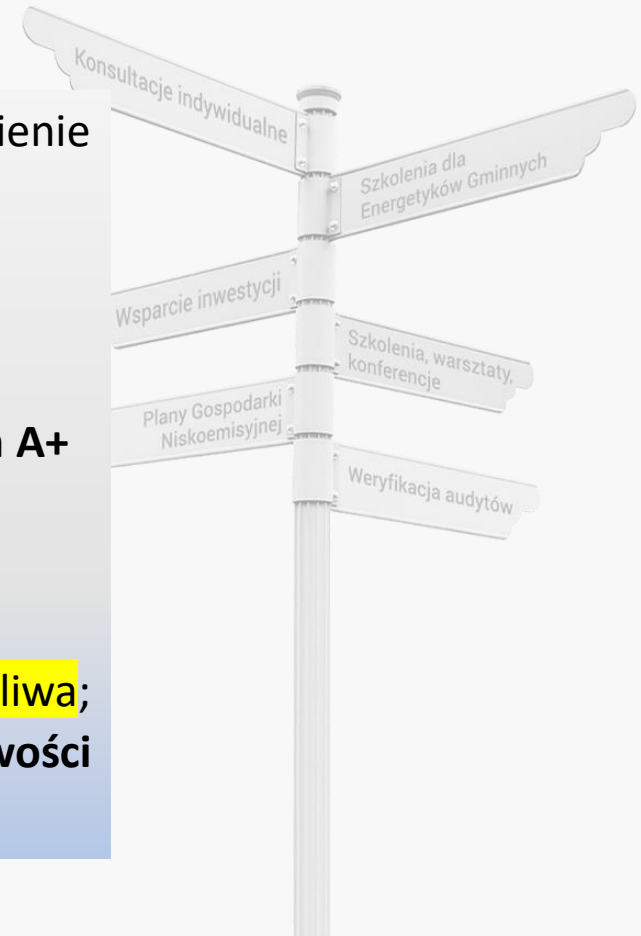 ienie
A+
liwa;
wości
Konsultacje indywidualne
Szkolenia dla
Energetyków Gminnych
Wsparcie inwestycji
Szkolenia, warsztaty,
konferencje
Plany Gospodarki
Niskoemisyjnej
Weryfikacja audytów